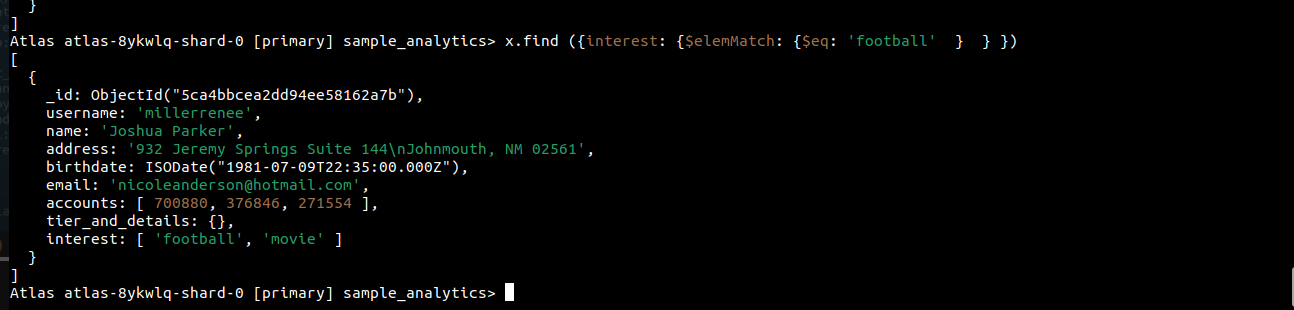 }
]
Atlas atlas-8ykwlq-shard-0 [primary] sample_analytics> x.find ({interest: {$elemMatch: {$eq: 'football'  }  } })
[
  {
    _id: ObjectId("5ca4bbcea2dd94ee58162a7b"),
    username: 'millerrenee',
    name: 'Joshua Parker',
    address: '932 Jeremy Springs Suite 144\nJohnmouth, NM 02561',
    birthdate: ISODate("1981-07-09T22:35:00.000Z"),
    email: 'nicoleanderson@hotmail.com',
    accounts: [ 700880, 376846, 271554 ],
    tier_and_details: {},
    interest: [ 'football', 'movie' ]
  }
]
Atlas atlas-8ykwlq-shard-0 [primary] sample_analytics>